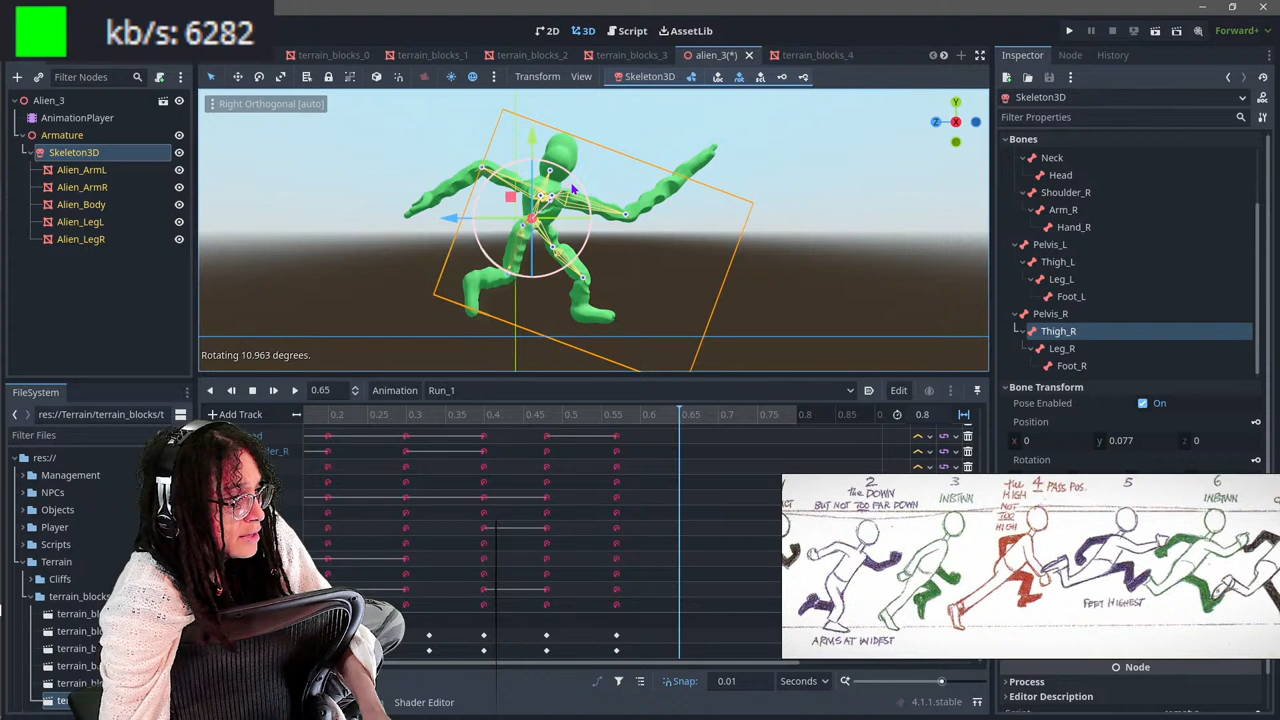 kb/s: 6282
2D
3D
Script
AssetLib
Forward+
Filter Nodes
terrain_blocks_0
terrain_blocks_1
terrain_blocks_2
terrain_blocks_3
alien_3(*)
terrain_blocks_4
Inspector
Node
History
Transform
View
Skeleton3D
Right Orthogonal [auto]
Alien_3
AnimationPlayer
Armature
Skeleton3D
Alien_ArmL
Alien_ArmR
Alien_Body
Alien_LegL
Alien_LegR
Skeleton3D
Filter Properties
Bones
Neck
Head
Shoulder_R
Arm_R
Hand_R
Pelvis_L
Thigh_L
Leg_L
Foot_L
Pelvis_R
Thigh_R
Leg_R
Foot_R
Bone Transform
Pose Enabled
On
Position
x 0
y 0.077
z 0
Rotation
Rotating 10.963 degrees.
0.65
Animation
Run_1
Edit
Add Track
0.2
0.25
0.3
0.35
0.4
0.45
0.5
0.55
0.6
0.65
0.7
0.75
0.8
0.85
0.8
FileSystem
res://Terrain/terrain_blocks/t
Filter Files
res://
Management
NPCs
Objects
Player
Scripts
Terrain
Cliffs
2
the DOWN
BUT NOT TOO FAR DOWN
ARMS AT WIDEST
3
INBTWN
the 4 PASS POS.
HIGH
NOT
TOO
HIGH
5
FEET HIGHEST
6
INBTWN
Snap:
0.01
Seconds
Shader Editor
4.1.1.stable
Node
Process
Editor Description